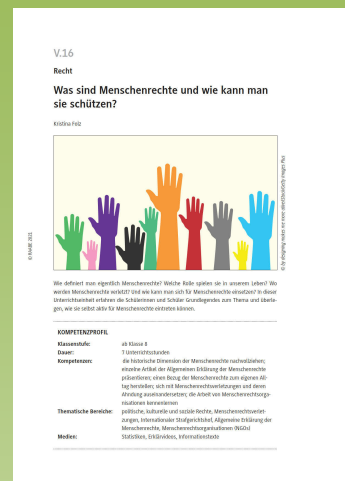 V.16
Recht
Was sind Menschenrechte und wie kann man
sie schützen?
Kristina Folz
© RAABE 2021
Wie definiert man eigentlich Menschenrechte? Welche Rolle spielen sie in unserem Leben? Wo
werden Menschenrechte verletzt? Und wie kann man sich für Menschenrechte einsetzen? In dieser
Unterrichtseinheit erfahren die Schülerinnen und Schüler Grundlegendes zum Thema und überle-
gen, wie sie selbst aktiv für Menschenrechte eintreten können.
KOMPETENZPROFIL
Klassenstufe: ab Klasse 8
Dauer: 7 Unterrichtsstunden
Kompetenzen: die historische Dimension der Menschenrechte nachvollziehen;
einzelne Artikel der Allgemeinen Erklärung der Menschenrechte
präsentieren; einen Bezug der Menschenrechte zum eigenen All-
tag herstellen; sich mit Menschenrechtsverletzungen und deren
Ahndung auseinandersetzen; die Arbeit von Menschenrechtsorga-
nisationen kennenlernen
Thematische Bereiche: politische, kulturelle und soziale Rechte, Menschenrechtsverlet-
zungen, Internationaler Strafgerichtshof, Allgemeine Erklärung der
Menschenrechte, Menschenrechtsorganisationen (NGOs)
Medien: Statistiken, Erklärvideos, Informationstexte